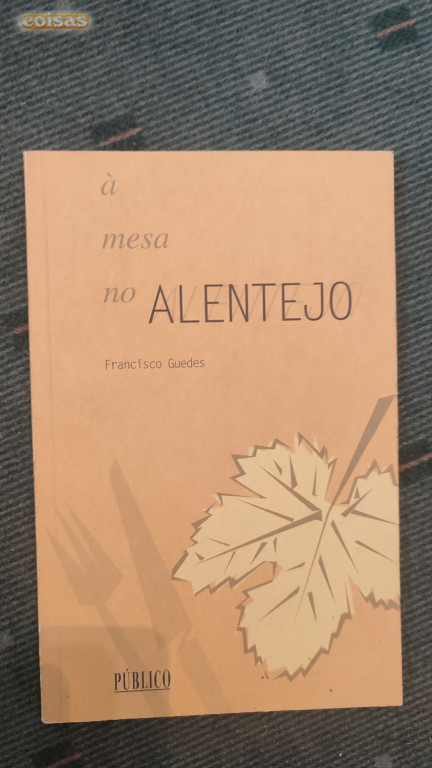 coisas
à
mesa
no ALENTEJO
Francisco Guedes
PÚBLICO